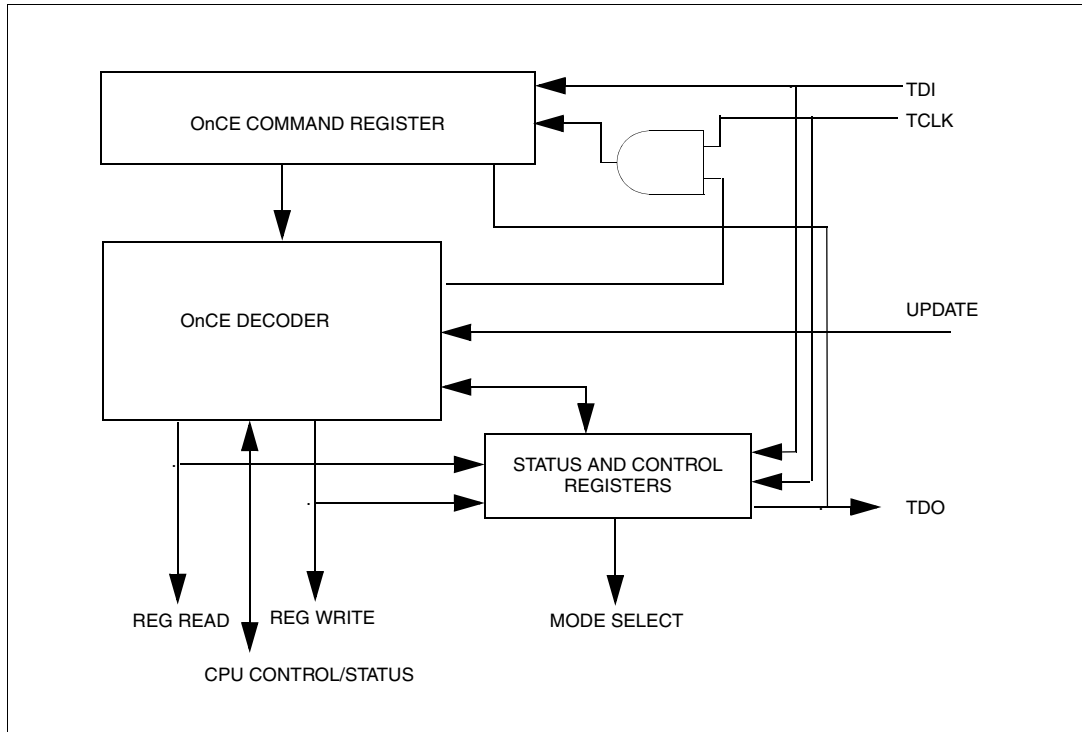 TDI
OnCE COMMAND REGISTER
TCLK
OnCE DECODER
UPDATE
STATUS AND CONTROL
REGISTERS
TDO
REG READ
REG WRITE
MODE SELECT
CPU CONTROL/STATUS